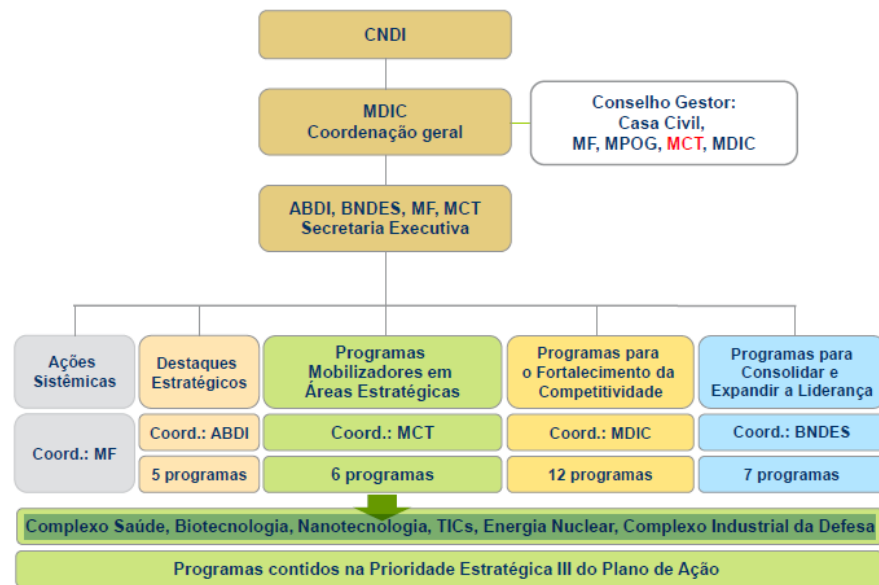 CNDI
MDIC
Coordenação geral
Conselho Gestor:
Casa Civil,
MF, MPOG, MCT, MDIC
ABDI, BNDES, MF, MCT
Secretaria Executiva
Ações
Sistêmicas
Destaques
Estratégicos
Programas
Mobilizadores em
Áreas Estratégicas
Programas para
o Fortalecimento da
Competitividade
Programas para
Consolidar e
Expandir a Liderança
Coord.: MF
Coord.: ABDI
Coord.: MCT
Coord.: MDIC
Coord.: BNDES
5 programas
6 programas
12 programas
7 programas
Complexo Saúde, Biotecnologia, Nanotecnologia, TICs, Energia Nuclear, Complexo Industrial da Defesa
Programas contidos na Prioridade Estratégica III do Plano de Ação